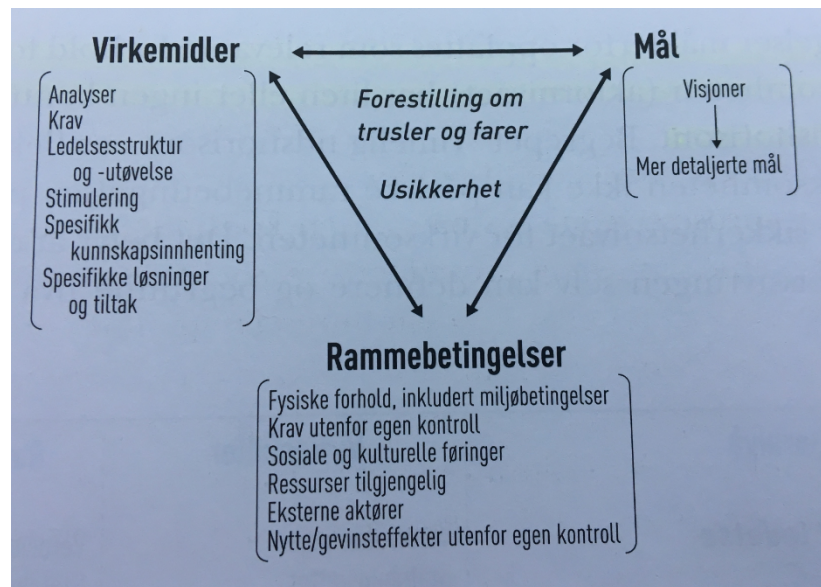 Virkemidler
Analyser
Krav
Ledelsesstruktur
og -utøvelse
Stimulering
Spesifikk
kunnskapsinnhenting
Spesifikke løsninger
og tiltak
Forestilling om
trusler og farer
Usikkerhet
Mål
Visjoner
Mer detaljerte mål
Rammebetingelser
Fysiske forhold, inkludert miljøbetingelser
Krav utenfor egen kontroll
Sosiale og kulturelle føringer
Ressurser tilgjengelig
Eksterne aktører
Nytte/gevinsteffekter utenfor egen kontroll